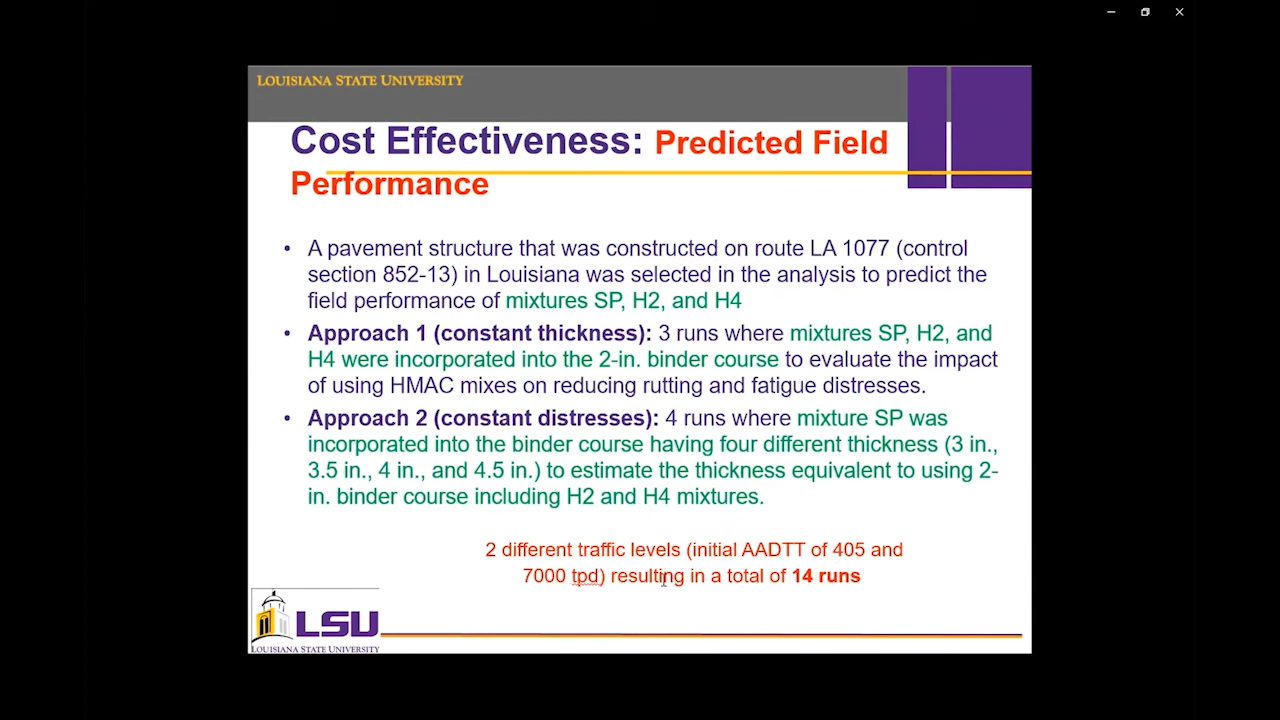 LOUISIANA STATE UNIVERSITY
Cost Effectiveness: Predicted Field
Performance
• A pavement structure that was constructed on route LA 1077 (control
section 852-13) in Louisiana was selected in the analysis to predict the
field performance of mixtures SP, H2, and H4
• Approach 1 (constant thickness): 3 runs where mixtures SP, H2, and
H4 were incorporated into the 2-in. binder course to evaluate the impact
of using HMAC mixes on reducing rutting and fatigue distresses.
• Approach 2 (constant distresses): 4 runs where mixture SP was
incorporated into the binder course having four different thickness (3 in.,
3.5 in., 4 in., and 4.5 in.) to estimate the thickness equivalent to using 2-
in. binder course including H2 and H4 mixtures.
2 different traffic levels (initial AADTT of 405 and
7000 tpd) resulting in a total of 14 runs
LSU
LOUISIANA STATE UNIVERSITY